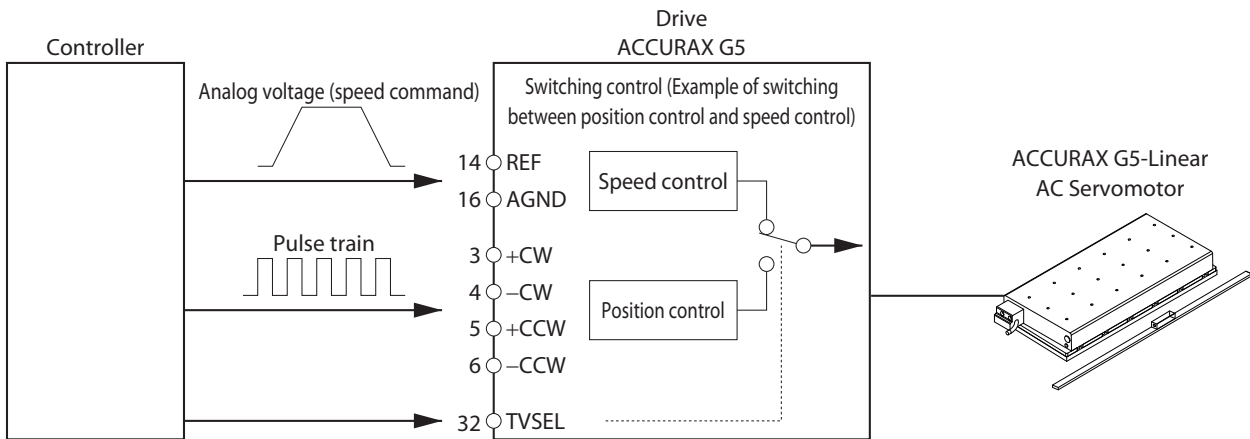 Drive
ACCURAX G5
Controller
Analog voltage (speed command)
Switching control (Example of switching
between position control and speed control)
14 REF
Speed control
16 AGND
ACCURAX G5-Linear
AC Servomotor
Pulse train
3 +CW
4 −CW
Position control
5 +CCW
6 −CCW
32 TVSEL